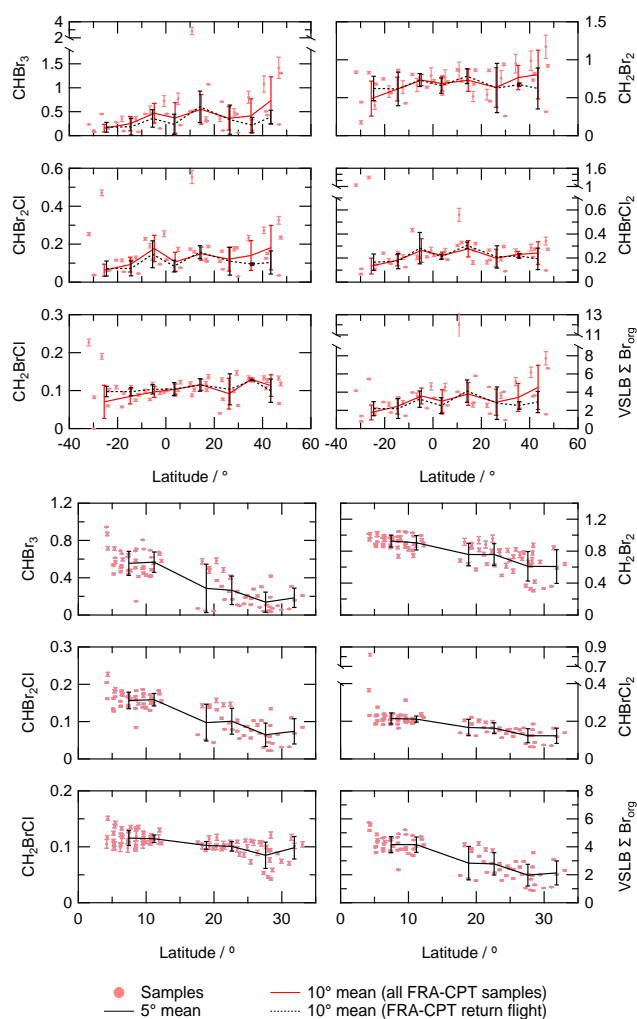 CHBr3
4
2
1.5
1
0.5
0
CH2Br2
1.5
1
0.5
0
CHBr2Cl
0.6
0.4
0.2
0
CHBrCl2
1.6
1
0.6
0.4
0.2
0
CH2BrCl
0.3
0.2
0.1
0
VSLB Σ Brorg
13
11
8
6
4
2
0
-40 -20 0 20 40 60
-40 -20 0 20 40 60
Latitude / °
Latitude / °
CHBr3
1.2
0.8
0.4
0
CH2Br2
1.2
0.8
0.4
0
CHBr2Cl
0.3
0.2
0.1
0
CHBrCl2
0.9
0.7
0.4
0.2
0
CH2BrCl
0.2
0.1
0
VSLB Σ Brorg
8
6
4
2
0
0 10 20 30
0 10 20 30
Latitude / º
Latitude / º
Samples
10° mean (all FRA-CPT samples)
5° mean
10° mean (FRA-CPT return flight)